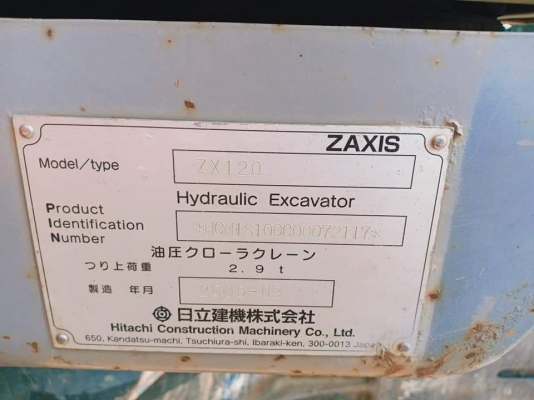 ZAXIS
Model/type ZX120
Hydraulic Excavator
Product
Identification
Number
油圧クローラクレーン
つり上荷重 2.9 t
製造 年月
日立建機株式会社
Hitachi Construction Machinery Co., Ltd.
650, Kandatsu-machi, Tsuchiura-shi, Ibaraki-ken, 300-0013